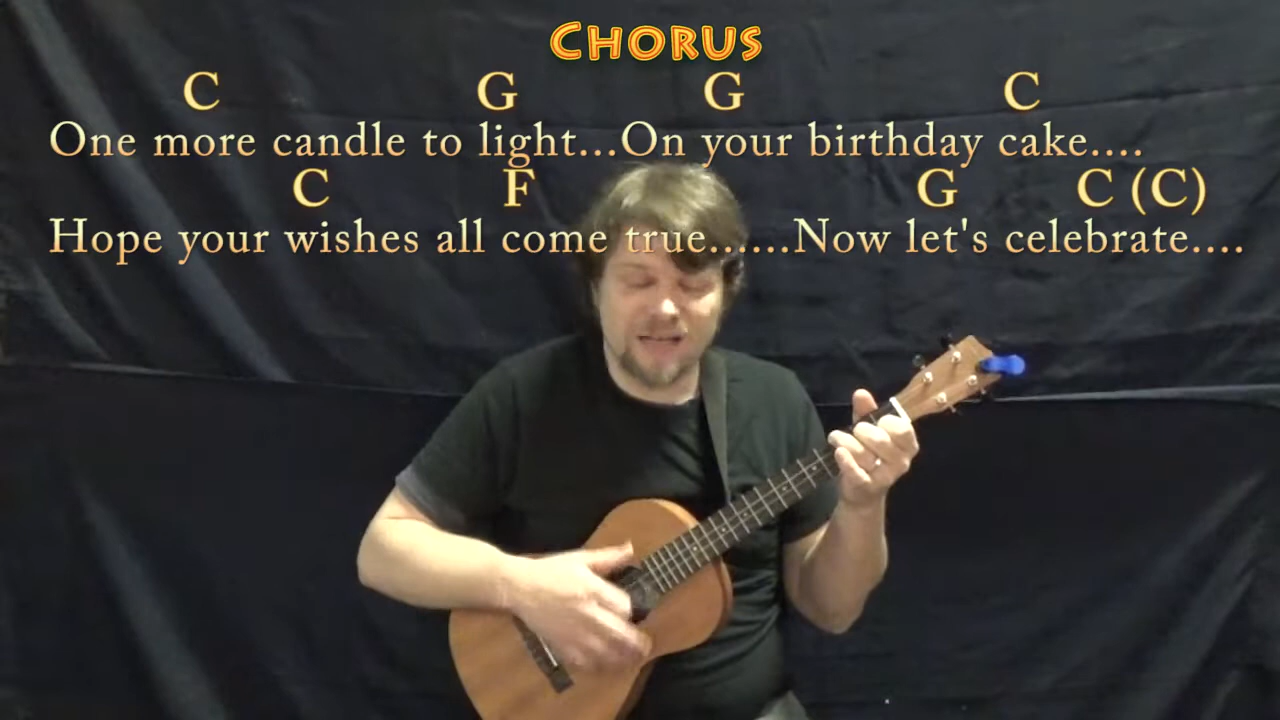 CHORUS
C G G C
One more candle to light...On your birthday cake....
C F G C (C)
Hope your wishes all come true......Now let's celebrate....